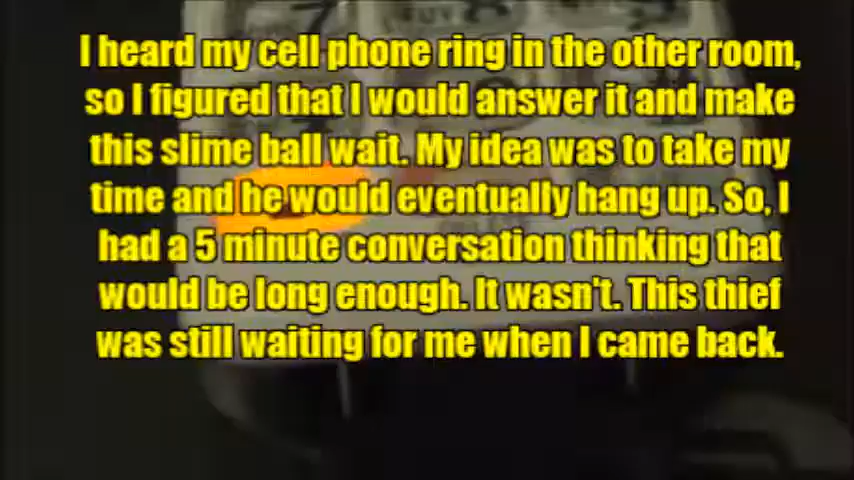 I heard my cell phone ring in the other room,
so I figured that I would answer it and make
this slime ball wait. My idea was to take my
time and he would eventually hang up. So, I
had a 5 minute conversation thinking that
would be long enough. It wasn't. This thief
was still waiting for me when I came back.